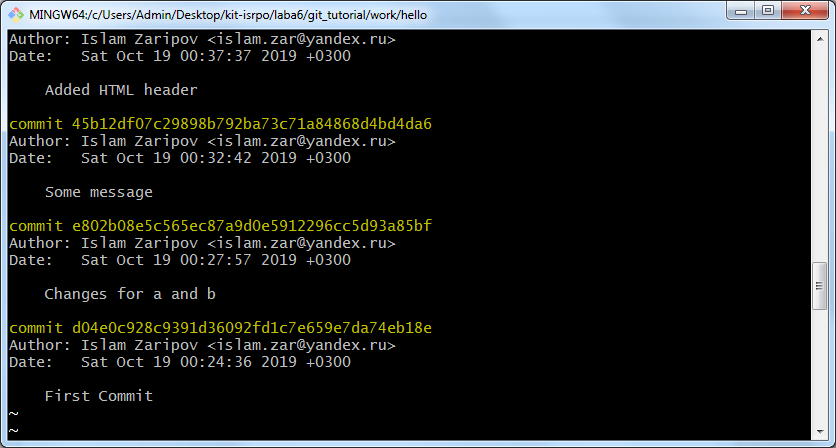 MINGW64:/c/Users/Admin/Desktop/kit-isrpo/laba6/git_tutorial/work/hello
Author: Islam Zaripov <islam.zar@yandex.ru>
Date:   Sat Oct 19 00:37:37 2019 +0300
Added HTML header
commit 45b12df07c29898b792ba73c71a84868d4bd4da6
Author: Islam Zaripov <islam.zar@yandex.ru>
Date:   Sat Oct 19 00:32:42 2019 +0300
Some message
commit e802b08e5c565ec87a9d0e5912296cc5d93a85bf
Author: Islam Zaripov <islam.zar@yandex.ru>
Date:   Sat Oct 19 00:27:57 2019 +0300
Changes for a and b
commit d04e0c928c9391d36092fd1c7e659e7da74eb18e
Author: Islam Zaripov <islam.zar@yandex.ru>
Date:   Sat Oct 19 00:24:36 2019 +0300
First Commit
~
~